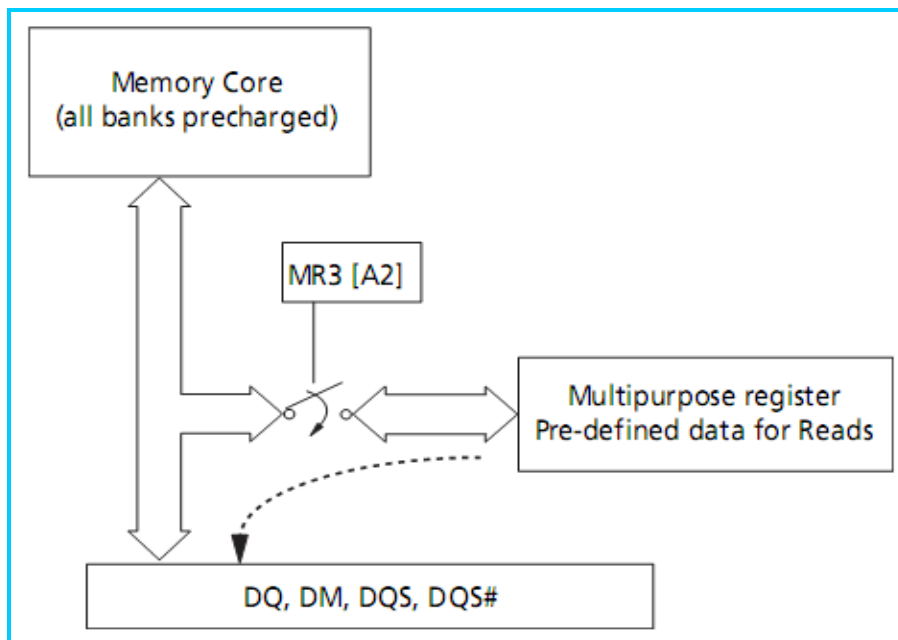 Memory Core
(all banks precharged)
MR3 [A2]
Multipurpose register
Pre-defined data for Reads
DQ, DM, DQS, DQS#